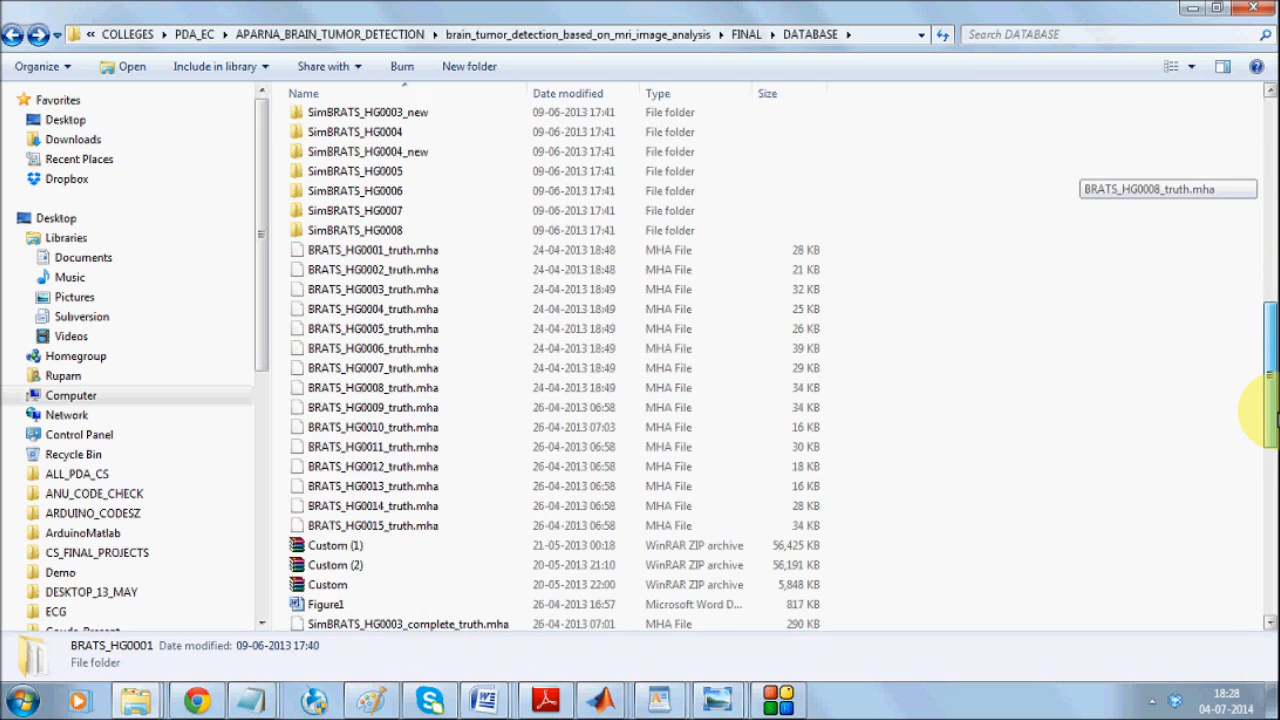 « COLLEGES ▸ PDA_EC ▸ APARNA_BRAIN_TUMOR_DETECTION ▸ brain_tumor_detection_based_on_mri_image_analysis ▸ FINAL ▸ DATABASE ▸ Search DATABASE
Organize Open Include in library Share with Burn New folder
Favorites
Desktop
Downloads
Recent Places
Dropbox
Desktop
Libraries
Documents
Music
Pictures
Subversion
Videos
Homegroup
Rupam
Computer
Network
Control Panel
Recycle Bin
ALL_PDA_CS
ANU_CODE_CHECK
ARDUINO_CODESZ
ArduinoMatlab
CS_FINAL_PROJECTS
Demo
DESKTOP_13_MAY
ECG
Name Date modified Type Size
SimBRATS_HG0003_new 09-06-2013 17:41 File folder
SimBRATS_HG0004 09-06-2013 17:41 File folder
SimBRATS_HG0004_new 09-06-2013 17:41 File folder
SimBRATS_HG0005 09-06-2013 17:41 File folder
SimBRATS_HG0006 09-06-2013 17:41 File folder
SimBRATS_HG0007 09-06-2013 17:41 File folder
SimBRATS_HG0008 09-06-2013 17:41 File folder
BRATS_HG0001_truth.mha 24-04-2013 18:48 MHA File 28 KB
BRATS_HG0002_truth.mha 24-04-2013 18:48 MHA File 21 KB
BRATS_HG0003_truth.mha 24-04-2013 18:49 MHA File 32 KB
BRATS_HG0004_truth.mha 24-04-2013 18:49 MHA File 25 KB
BRATS_HG0005_truth.mha 24-04-2013 18:49 MHA File 26 KB
BRATS_HG0006_truth.mha 24-04-2013 18:49 MHA File 39 KB
BRATS_HG0007_truth.mha 24-04-2013 18:49 MHA File 29 KB
BRATS_HG0008_truth.mha 24-04-2013 18:49 MHA File 34 KB
BRATS_HG0009_truth.mha 26-04-2013 06:58 MHA File 34 KB
BRATS_HG0010_truth.mha 26-04-2013 07:03 MHA File 16 KB
BRATS_HG0011_truth.mha 26-04-2013 06:58 MHA File 30 KB
BRATS_HG0012_truth.mha 26-04-2013 06:58 MHA File 18 KB
BRATS_HG0013_truth.mha 26-04-2013 06:58 MHA File 16 KB
BRATS_HG0014_truth.mha 26-04-2013 06:58 MHA File 28 KB
BRATS_HG0015_truth.mha 26-04-2013 06:58 MHA File 34 KB
Custom (1) 21-05-2013 00:18 WinRAR ZIP archive 56,425 KB
Custom (2) 20-05-2013 21:10 WinRAR ZIP archive 56,191 KB
Custom 20-05-2013 22:00 WinRAR ZIP archive 5,848 KB
Figure1 26-04-2013 16:57 Microsoft Word D... 817 KB
SimBRATS_HG0003_complete_truth.mha 26-04-2013 07:01 MHA File 290 KB
BRATS_HG0008_truth.mha
BRATS_HG0001 Date modified: 09-06-2013 17:40
File folder
18:28
04-07-2014